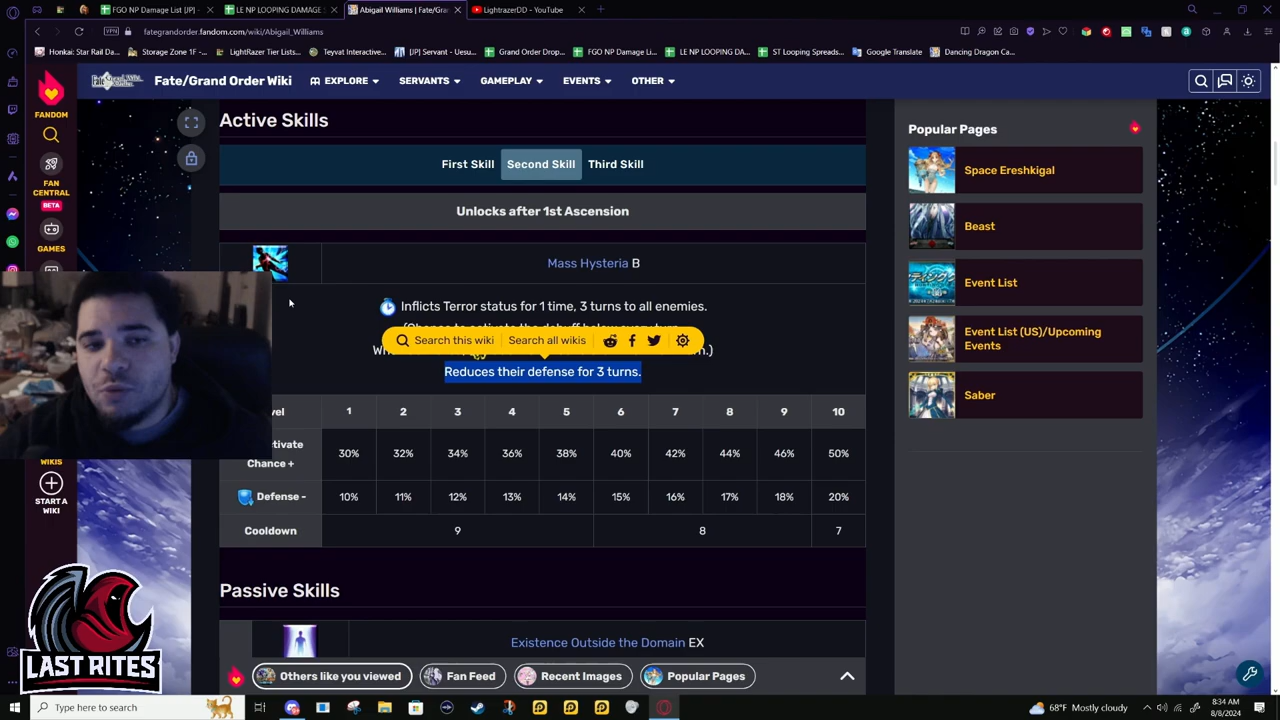 FGO NP Damage List [JP] -
LE NP LOOPING DAMAGE
Abigail Williams | Fate/Gran
LightrazerDD - YouTube
VPN
fategrandorder.fandom.com/wiki/Abigail_Williams
Honkai: Star Rail Da...
Storage Zone 1F -...
LightRazer Tier Lists...
Teyvat Interactive...
[JP] Servant - Uesu...
Grand Order Drop...
FGO NP Damage Li...
LE NP LOOPING DA...
ST Looping Spreads...
Google Translate
Dancing Dragon Ca...
Fate/Grand Order Wiki
EXPLORE
SERVANTS
GAMEPLAY
EVENTS
OTHER
FANDOM
FAN
CENTRAL
BETA
GAMES
WIKIS
START A
WIKI
Active Skills
First Skill
Second Skill
Third Skill
Unlocks after 1st Ascension
Mass Hysteria B
Inflicts Terror status for 1 time, 3 turns to all enemies.
Search this wiki
Search all wikis
Reduces their defense for 3 turns.
1 2 3 4 5 6 7 8 9 10
Chance +
30% 32% 34% 36% 38% 40% 42% 44% 46% 50%
Defense -
10% 11% 12% 13% 14% 15% 16% 17% 18% 20%
Cooldown
9 8 7
Passive Skills
Existence Outside the Domain EX
Popular Pages
Space Ereshkigal
Beast
Event List
Event List (US)/Upcoming
Events
Saber
Others like you viewed
Fan Feed
Recent Images
Popular Pages
LAST RITES
Type here to search
68°F Mostly cloudy
8:34 AM
8/8/2024